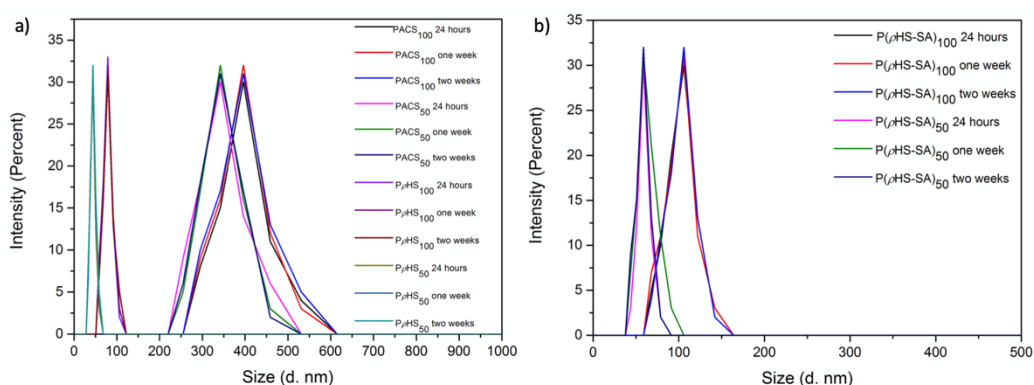 a)
Intensity (Percent)
35
30
25
20
15
10
5
0
0 100 200 300 400 500 600 700 800 900 1000
Size (d. nm)
PACS100 24 hours
PACS100 one week
PACS100 two weeks
PACS50 24 hours
PACS50 one week
PACS50 two weeks
PρHS100 24 hours
PρHS100 one week
PρHS100 two weeks
PρHS50 24 hours
PρHS50 one week
PρHS50 two weeks
b)
Intensity (Percent)
35
30
25
20
15
10
5
0
0 100 200 300 400 500
Size (d. nm)
P(ρHS-SA)100 24 hours
P(ρHS-SA)100 one week
P(ρHS-SA)100 two weeks
P(ρHS-SA)50 24 hours
P(ρHS-SA)50 one week
P(ρHS-SA)50 two weeks